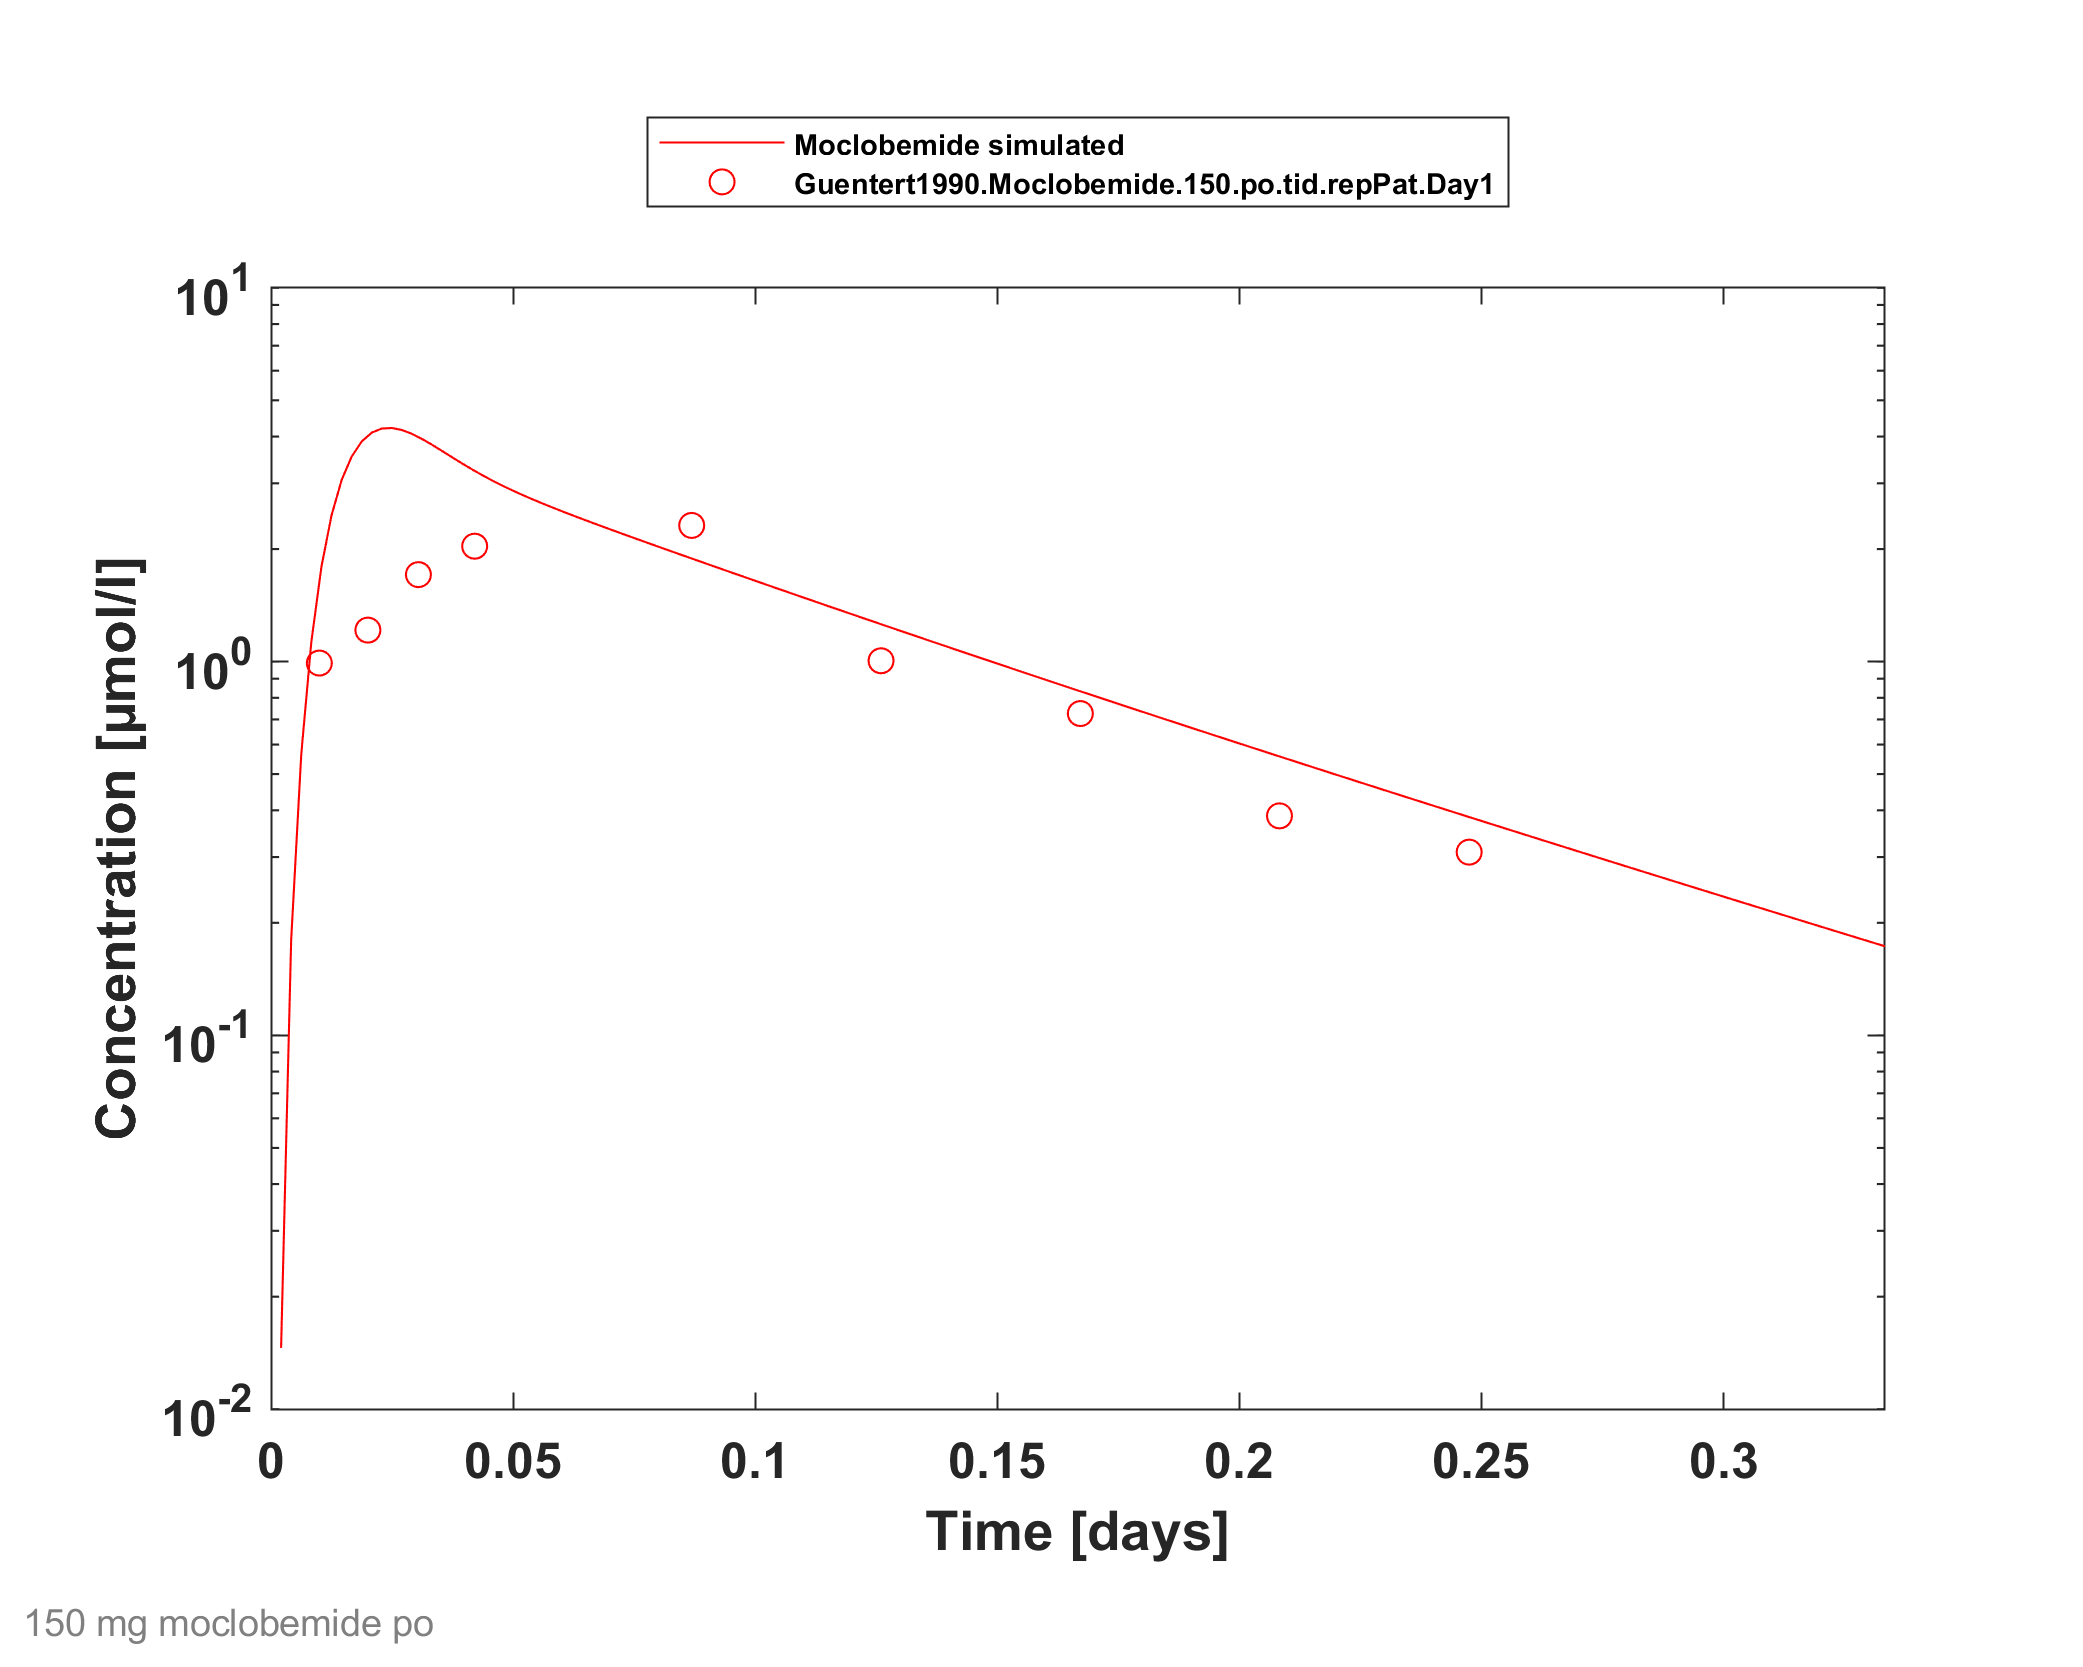 Moclobemide simulated
Guentert1990.Moclobemide.150.po.tid.repPat.Day1
10^1
10^0
10^-1
10^-2
Concentration [µmol/l]
0 0.05 0.1 0.15 0.2 0.25 0.3
Time [days]
150 mg moclobemide po